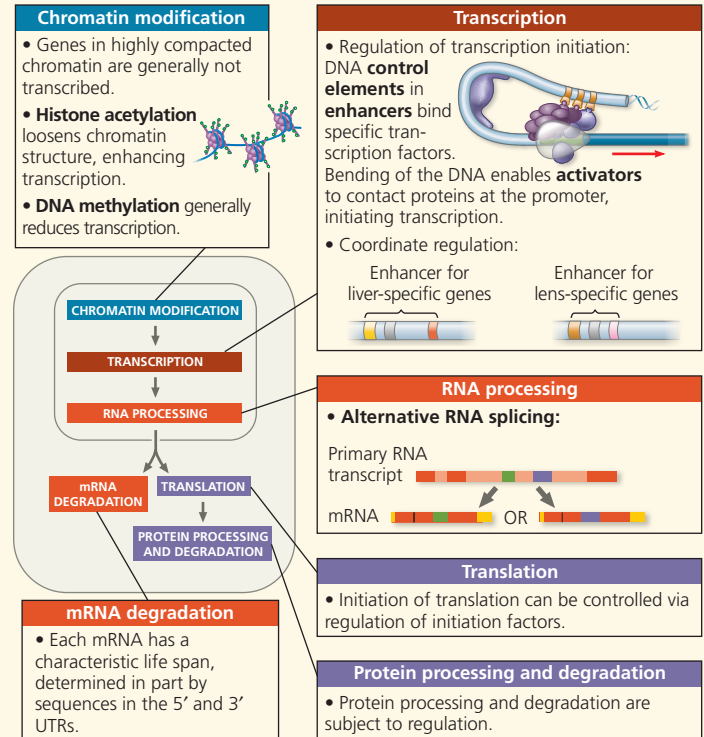 Chromatin modification
• Genes in highly compacted
chromatin are generally not
transcribed.
• Histone acetylation
loosens chromatin
structure, enhancing
transcription.
• DNA methylation generally
reduces transcription.
Transcription
• Regulation of transcription initiation:
DNA control
elements in
enhancers bind
specific tran-
scription factors.
Bending of the DNA enables activators
to contact proteins at the promoter,
initiating transcription.
• Coordinate regulation:
Enhancer for
liver-specific genes
Enhancer for
lens-specific genes
CHROMATIN MODIFICATION
TRANSCRIPTION
RNA PROCESSING
mRNA
DEGRADATION
TRANSLATION
PROTEIN PROCESSING
AND DEGRADATION
RNA processing
• Alternative RNA splicing:
Primary RNA
transcript
mRNA
OR
Translation
• Initiation of translation can be controlled via
regulation of initiation factors.
mRNA degradation
• Each mRNA has a
characteristic life span,
determined in part by
sequences in the 5′ and 3′
UTRs.
Protein processing and degradation
• Protein processing and degradation are
subject to regulation.